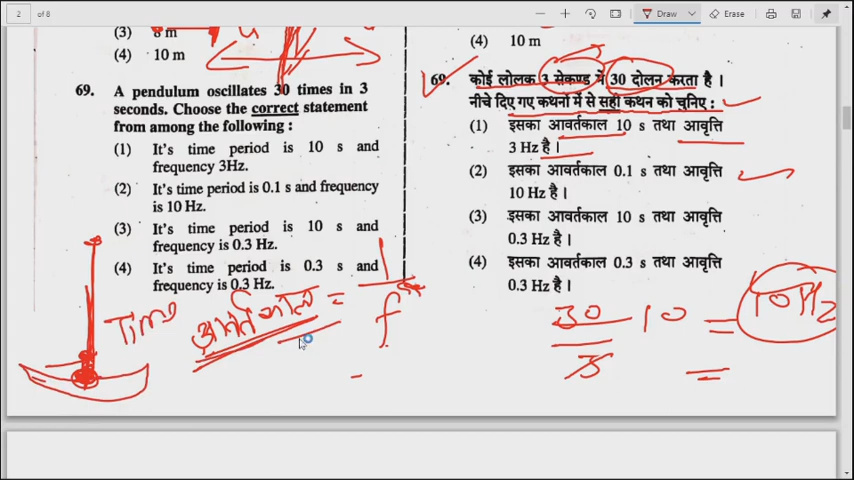 2
of 8
Draw
Erase
(3) 8 m
(4) 10 m
69. A pendulum oscillates 30 times in 3
seconds. Choose the correct statement
from among the following :
(1) It's time period is 10 s and
frequency 3Hz.
(2) It's time period is 0.1 s and frequency
is 10 Hz.
(3) It's time period is 10 s and
frequency is 0.3 Hz.
(4) It's time period is 0.3 s and
frequency is 0.3 Hz.
Time
आवर्तकाल = 1
f
(4) 10 m
69. कोई लोलक 3 सेकण्ड में 30 दोलन करता है ।
नीचे दिए गए कथनों में से सही कथन को चुनिए :
(1) इसका आवर्तकाल 10 s तथा आवृत्ति
3 Hz है ।
(2) इसका आवर्तकाल 0.1 s तथा आवृत्ति
10 Hz है ।
(3) इसका आवर्तकाल 10 s तथा आवृत्ति
0.3 Hz है ।
(4) इसका आवर्तकाल 0.3 s तथा आवृत्ति
0.3 Hz है ।
30 10 = 10Hz
3 =